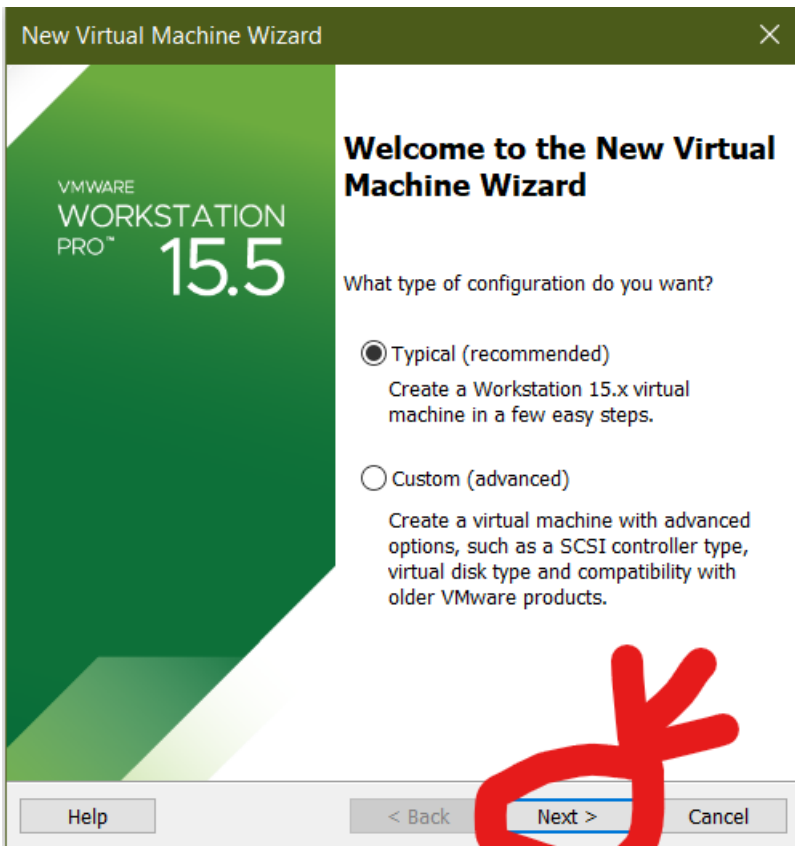 New Virtual Machine Wizard
VMWARE
WORKSTATION
PRO™ 15.5
Welcome to the New Virtual
Machine Wizard
What type of configuration do you want?
Typical (recommended)
Create a Workstation 15.x virtual
machine in a few easy steps.
Custom (advanced)
Create a virtual machine with advanced
options, such as a SCSI controller type,
virtual disk type and compatibility with
older VMware products.
Help
< Back
Next >
Cancel